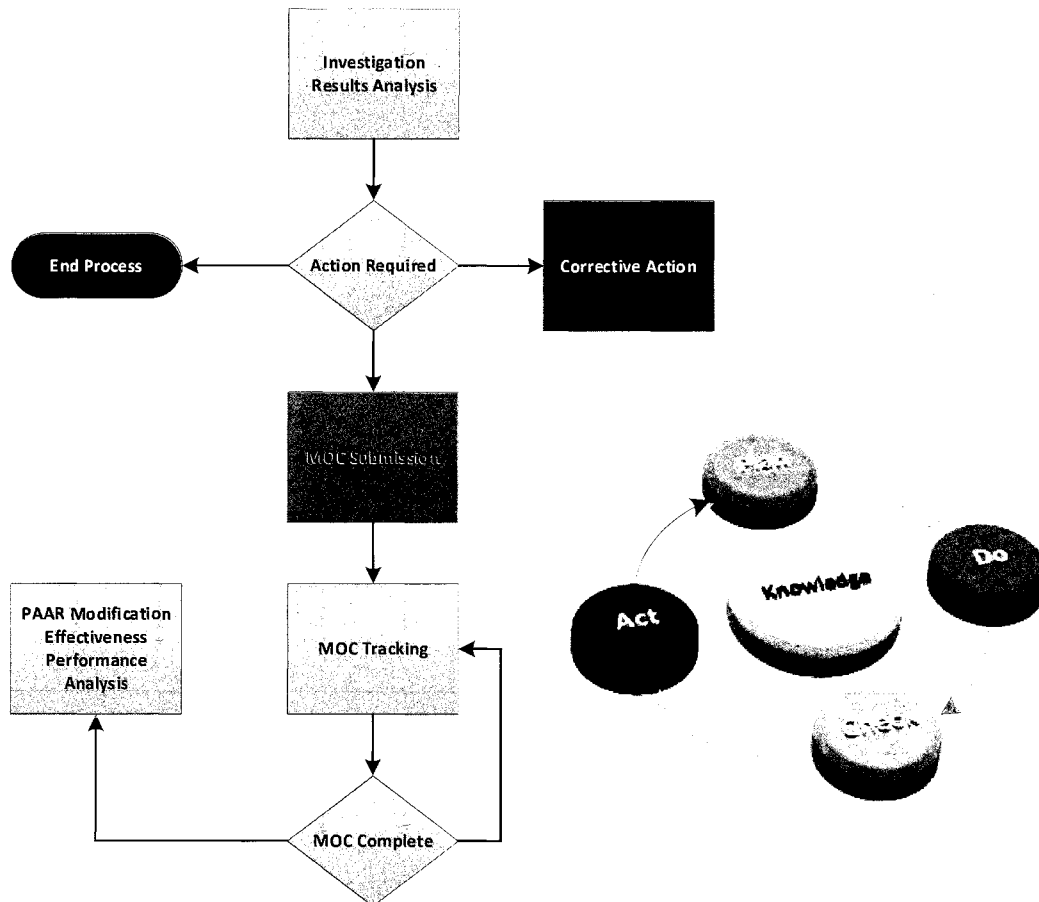 Investigation
Results Analysis
End Process
Action Required
Corrective Action
MOC Submission
Plan
Do
Knowledge
Act
PAAR Modification
Effectiveness
Performance
Analysis
MOC Tracking
Check
MOC Complete